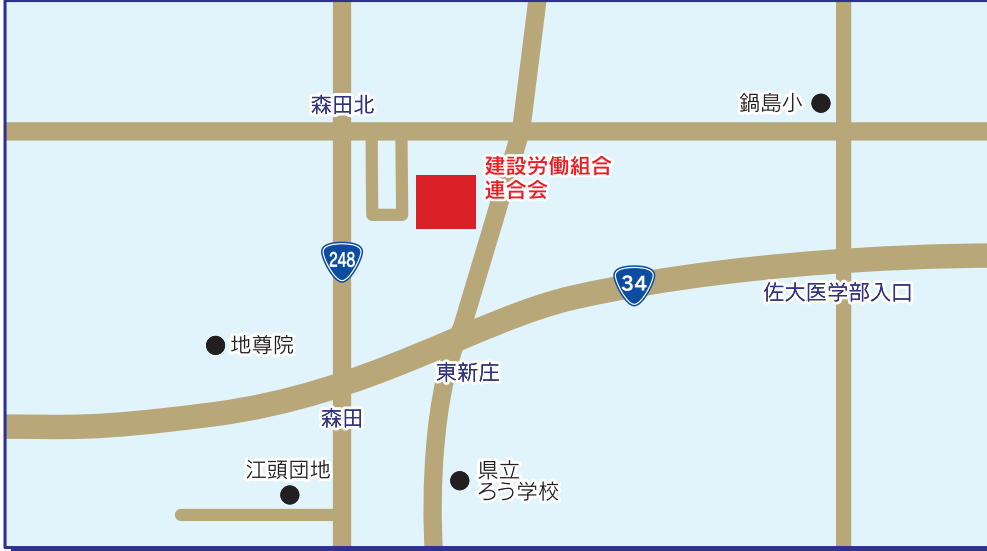 森田北
鍋島小
建設労働組合
連合会
248
34
佐大医学部入口
地尊院
東新庄
森田
江頭団地
県立
ろう学校